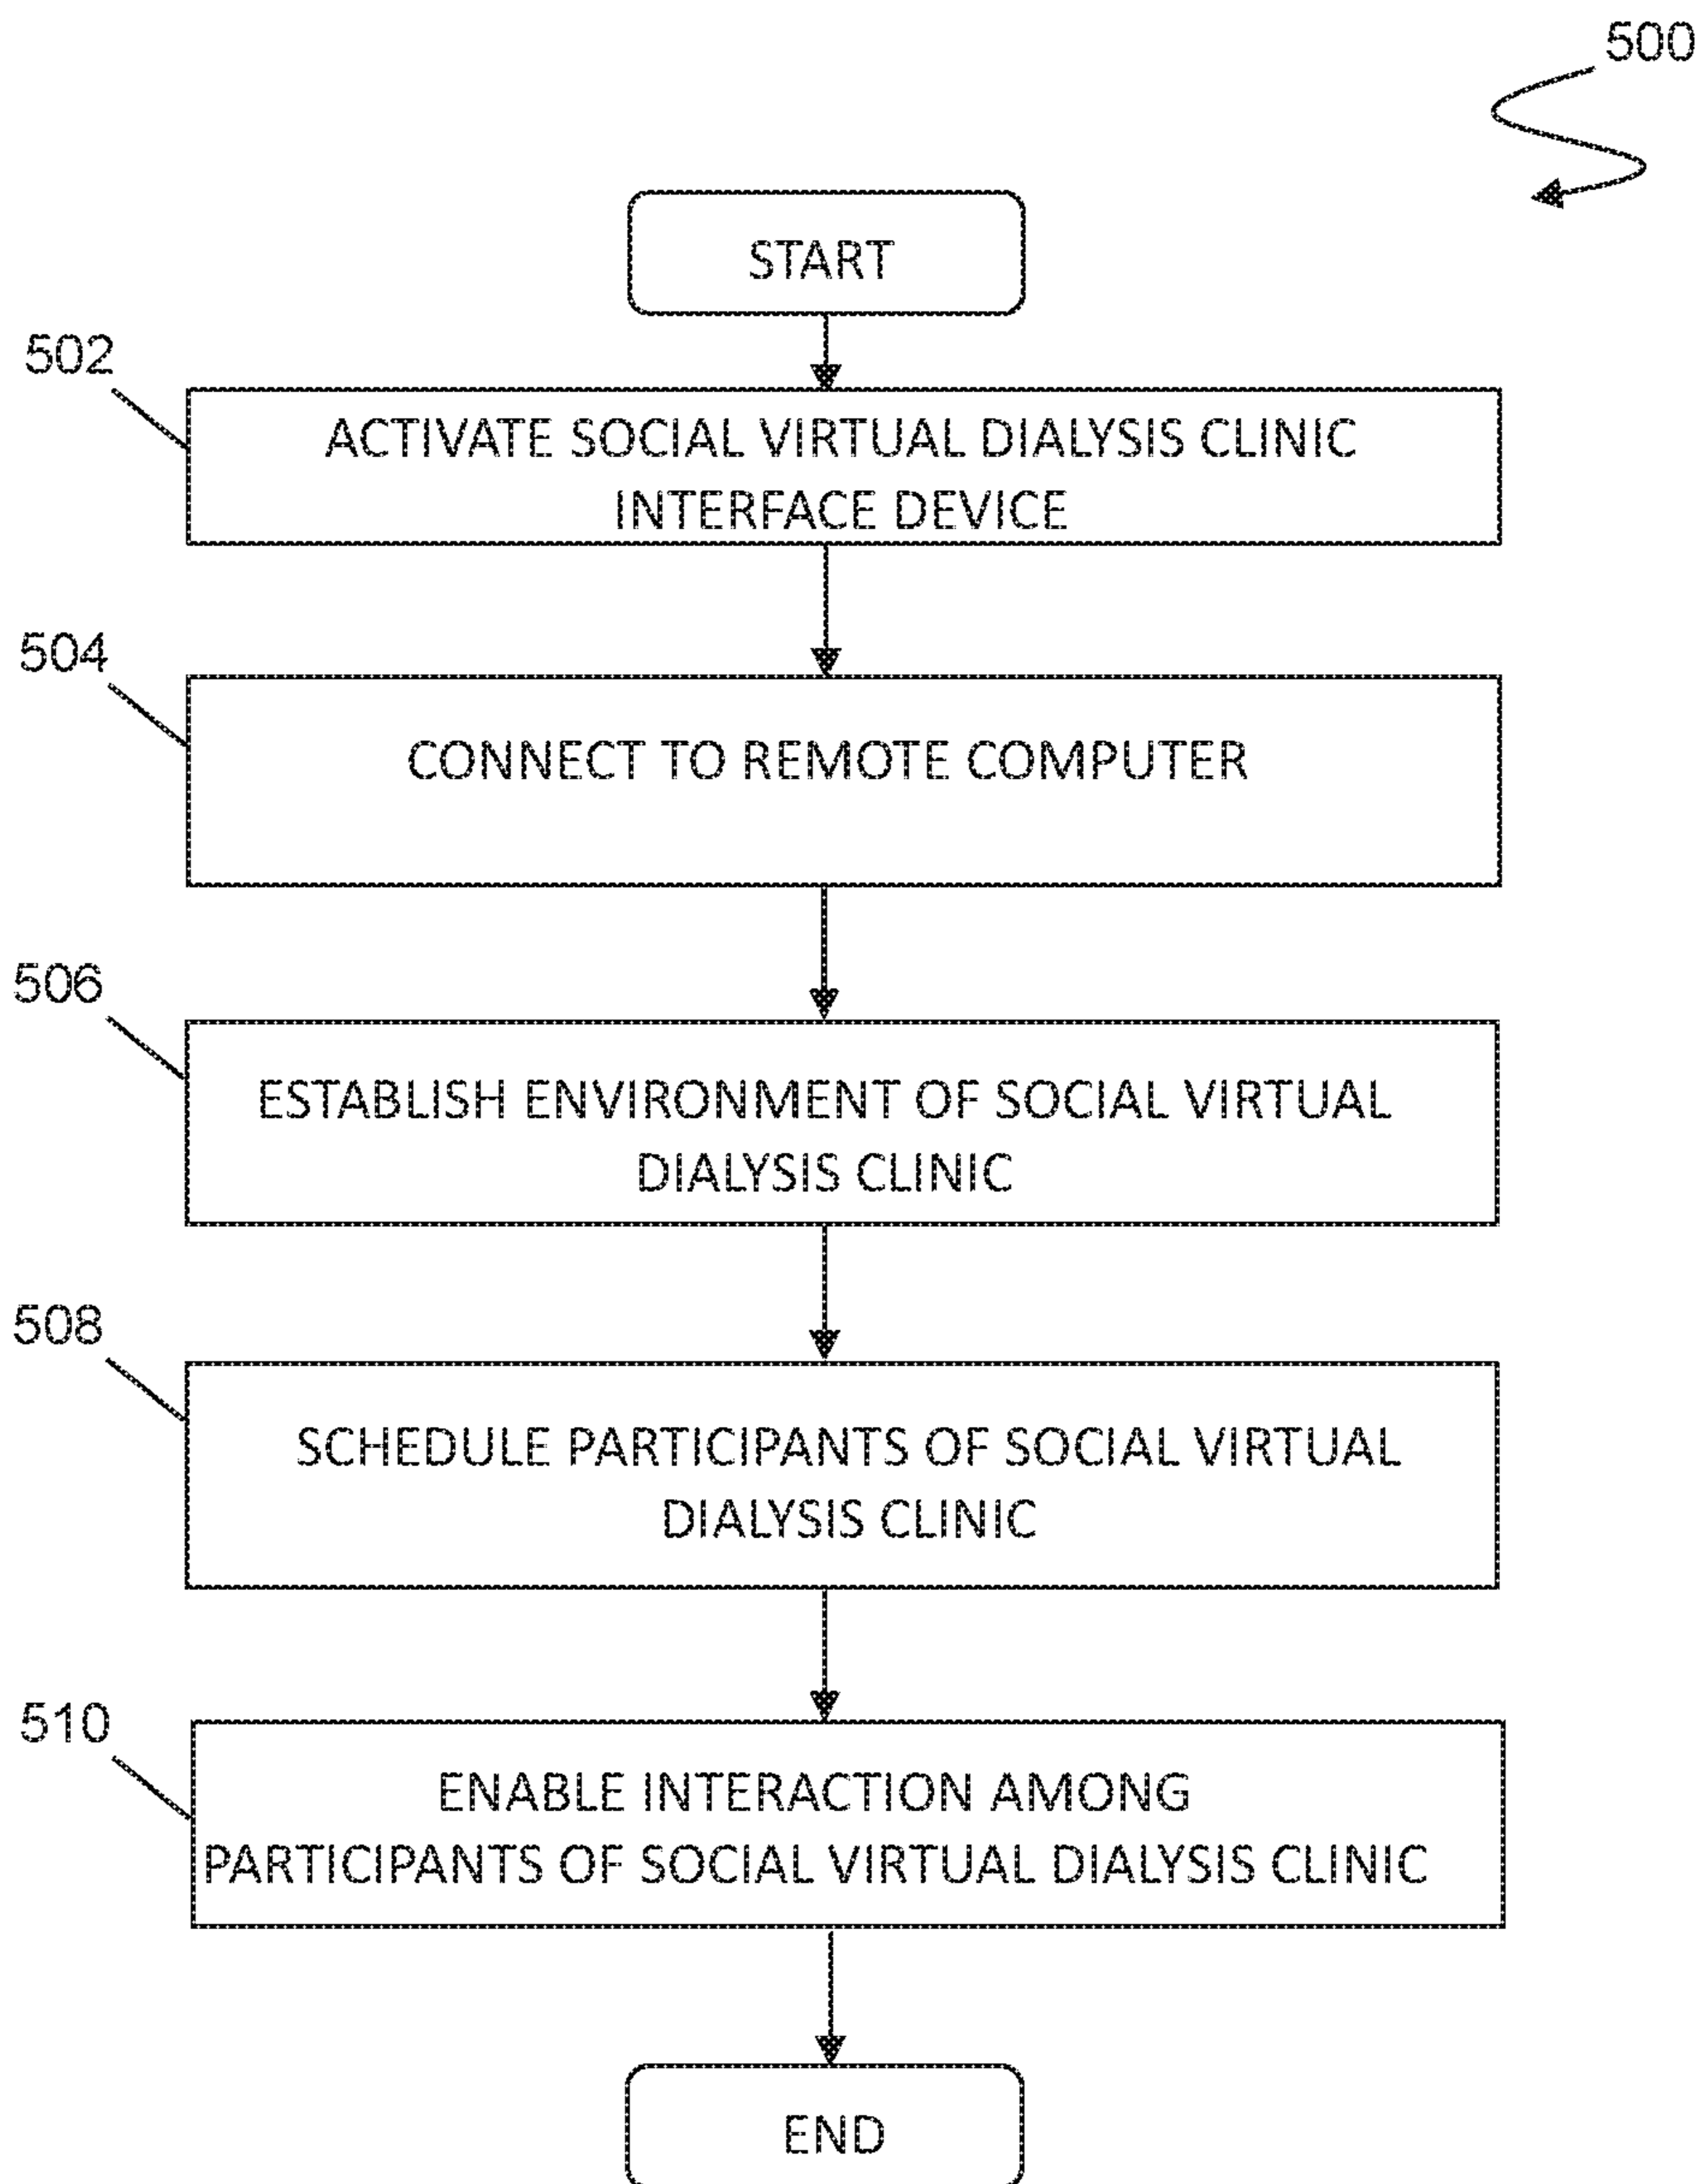 500
START
502
ACTIVATE SOCIAL VIRTUAL DIALYSIS CLINIC
INTERFACE DEVICE
504
CONNECT TO REMOTE COMPUTER
506
ESTABLISH ENVIRONMENT OF SOCIAL VIRTUAL
DIALYSIS CLINIC
508
SCHEDULE PARTICIPANTS OF SOCIAL VIRTUAL
DIALYSIS CLINIC
510
ENABLE INTERACTION AMONG
PARTICIPANTS OF SOCIAL VIRTUAL DIALYSIS CLINIC
END